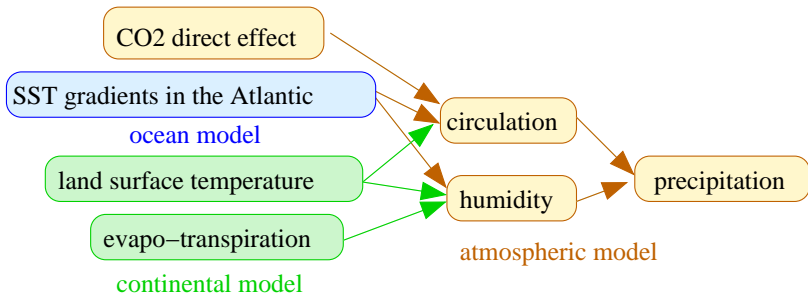 CO2 direct effect
SST gradients in the Atlantic
ocean model
circulation
land surface temperature
precipitation
humidity
evapo−transpiration
atmospheric model
continental model